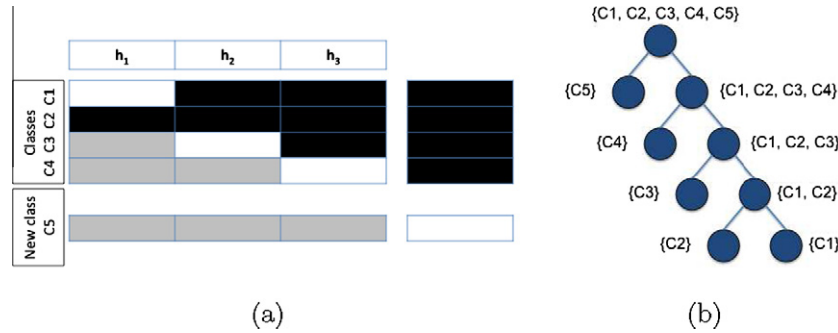 h1 h2 h3
Classes
C1
C2
C3
C4
New class
C5
(a)
{C1, C2, C3, C4, C5}
{C5} {C1, C2, C3, C4}
{C4} {C1, C2, C3}
{C3} {C1, C2}
{C2} {C1}
(b)